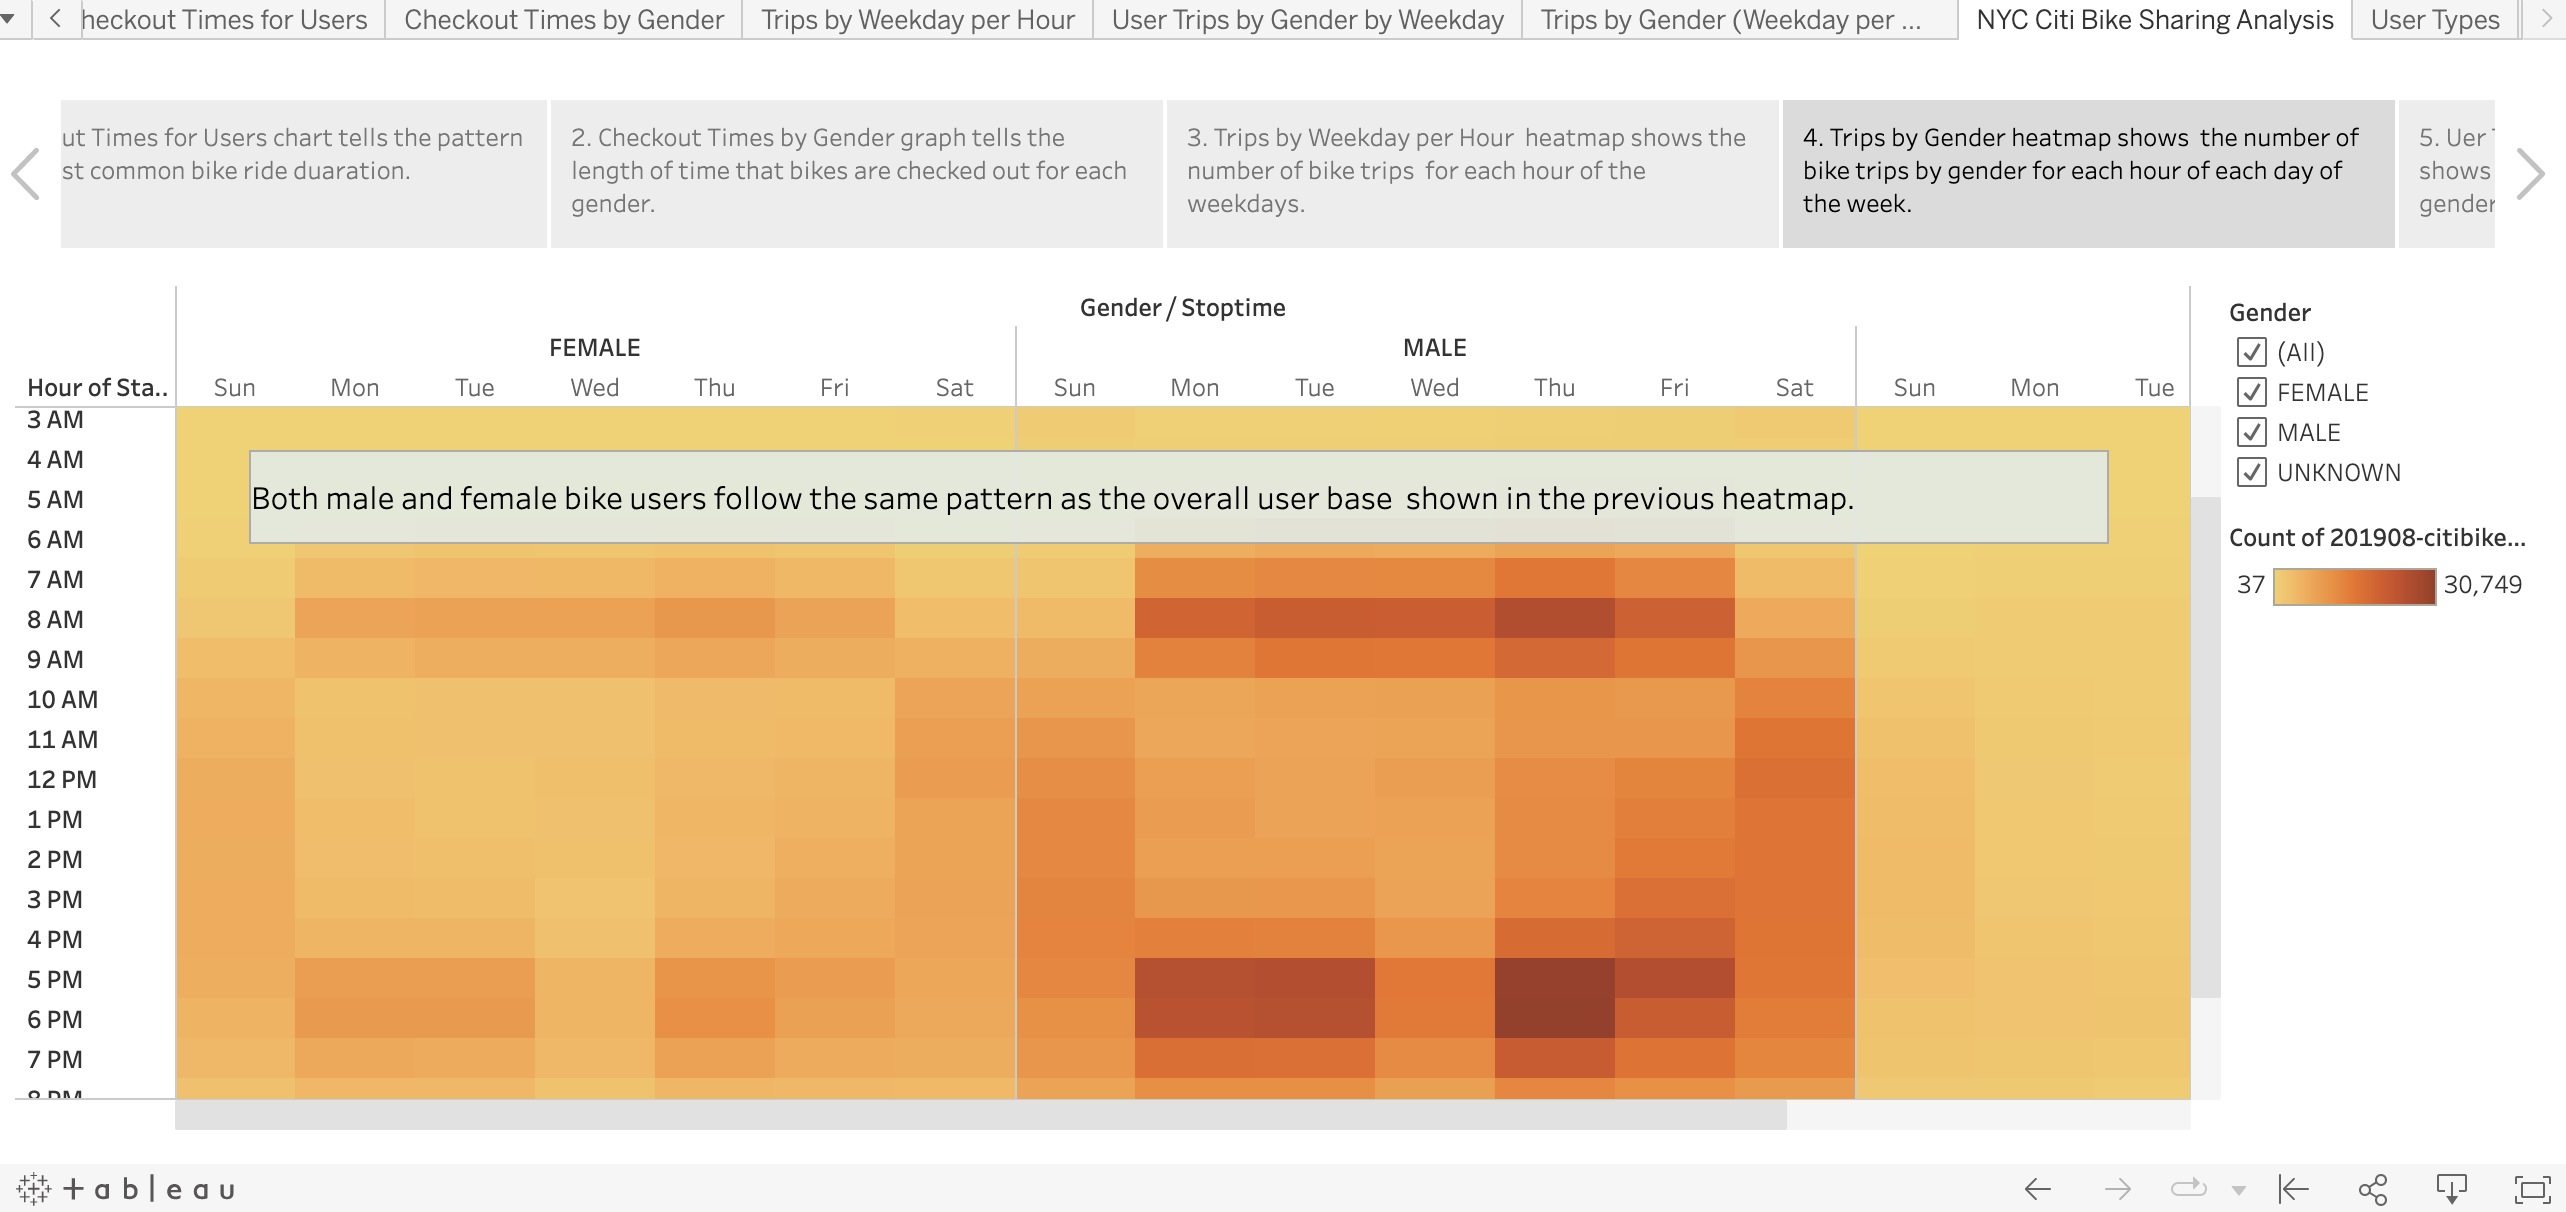 heckout Times for Users
Checkout Times by Gender
Trips by Weekday per Hour
User Trips by Gender by Weekday
Trips by Gender (Weekday per ...
NYC Citi Bike Sharing Analysis
User Types
ut Times for Users chart tells the pattern
st common bike ride duaration.
2. Checkout Times by Gender graph tells the
length of time that bikes are checked out for each
gender.
3. Trips by Weekday per Hour  heatmap shows the
number of bike trips  for each hour of the
weekdays.
4. Trips by Gender heatmap shows  the number of
bike trips by gender for each hour of each day of
the week.
5. Uer
shows
gender
Gender / Stoptime
FEMALE
MALE
Hour of Sta..
Sun Mon Tue Wed Thu Fri Sat Sun Mon Tue Wed Thu Fri Sat Sun Mon Tue
3 AM
4 AM
5 AM
6 AM
7 AM
8 AM
9 AM
10 AM
11 AM
12 PM
1 PM
2 PM
3 PM
4 PM
5 PM
6 PM
7 PM
8 PM
Both male and female bike users follow the same pattern as the overall user base  shown in the previous heatmap.
Gender
(All)
FEMALE
MALE
UNKNOWN
Count of 201908-citibike...
37
30,749
tableau